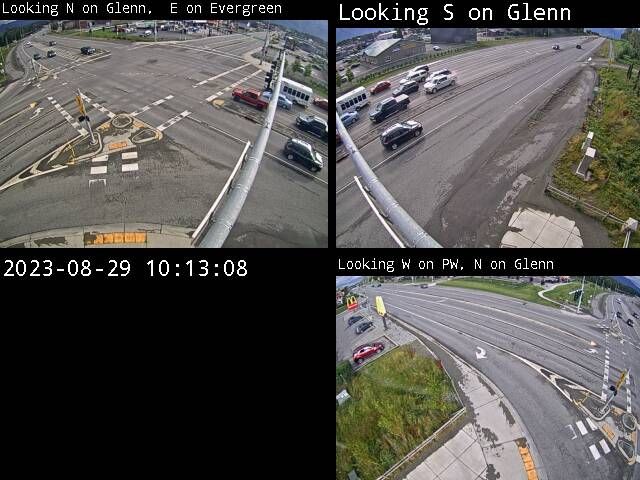 Looking N on Glenn, E on Evergreen
Looking S on Glenn
2023-08-29 10:13:08
Looking W on PW, N on Glenn